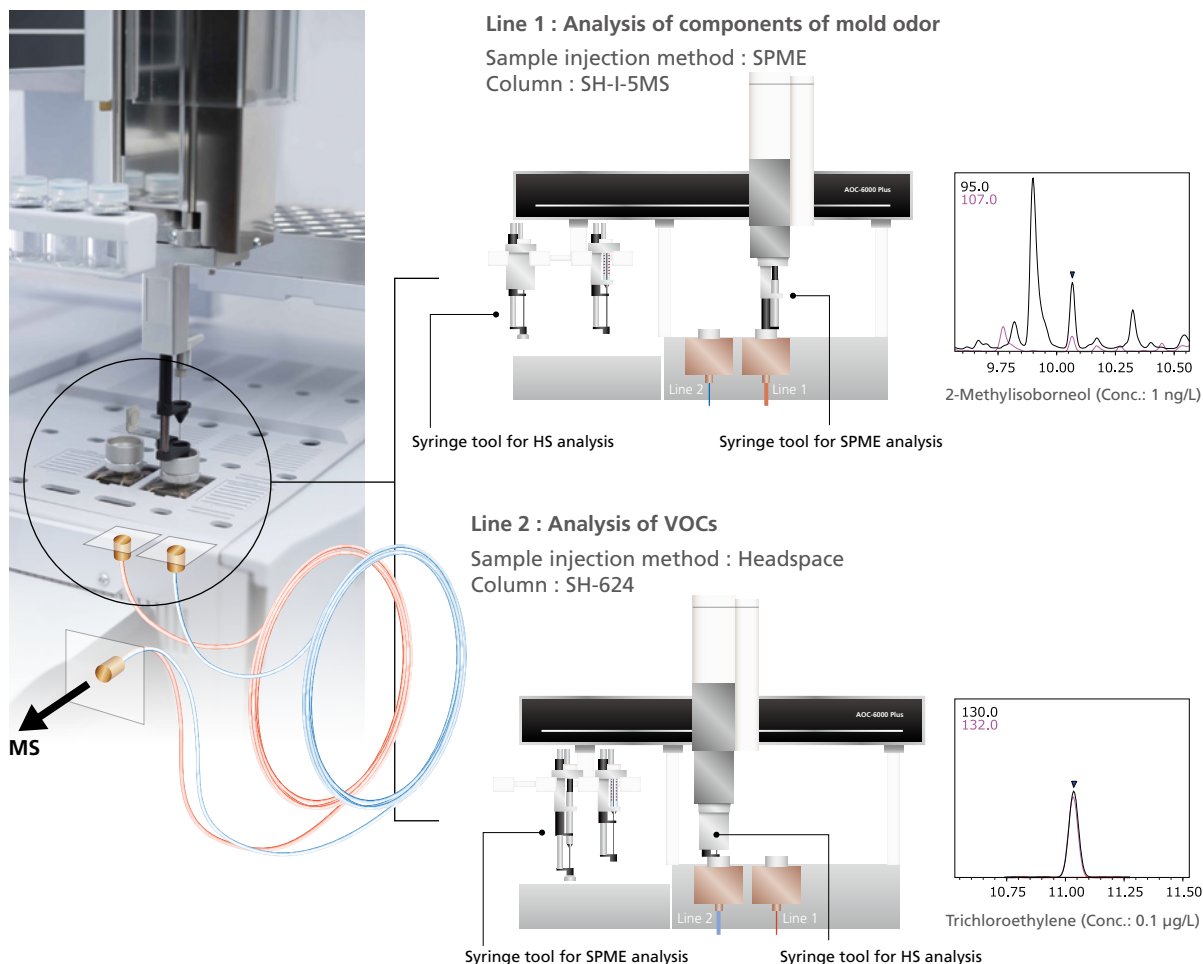 Line 1 : Analysis of components of mold odor
Sample injection method : SPME
Column : SH-I-5MS
AOC-6000 Plus
95.0
107.0
9.75 10.00 10.25 10.50
2-Methylisoborneol (Conc.: 1 ng/L)
Line 2 Line 1
Syringe tool for HS analysis
Syringe tool for SPME analysis
Line 2 : Analysis of VOCs
Sample injection method : Headspace
Column : SH-624
MS
AOC-6000 Plus
130.0
132.0
10.75 11.00 11.25 11.50
Trichloroethylene (Conc.: 0.1 µg/L)
Line 2 Line 1
Syringe tool for SPME analysis
Syringe tool for HS analysis